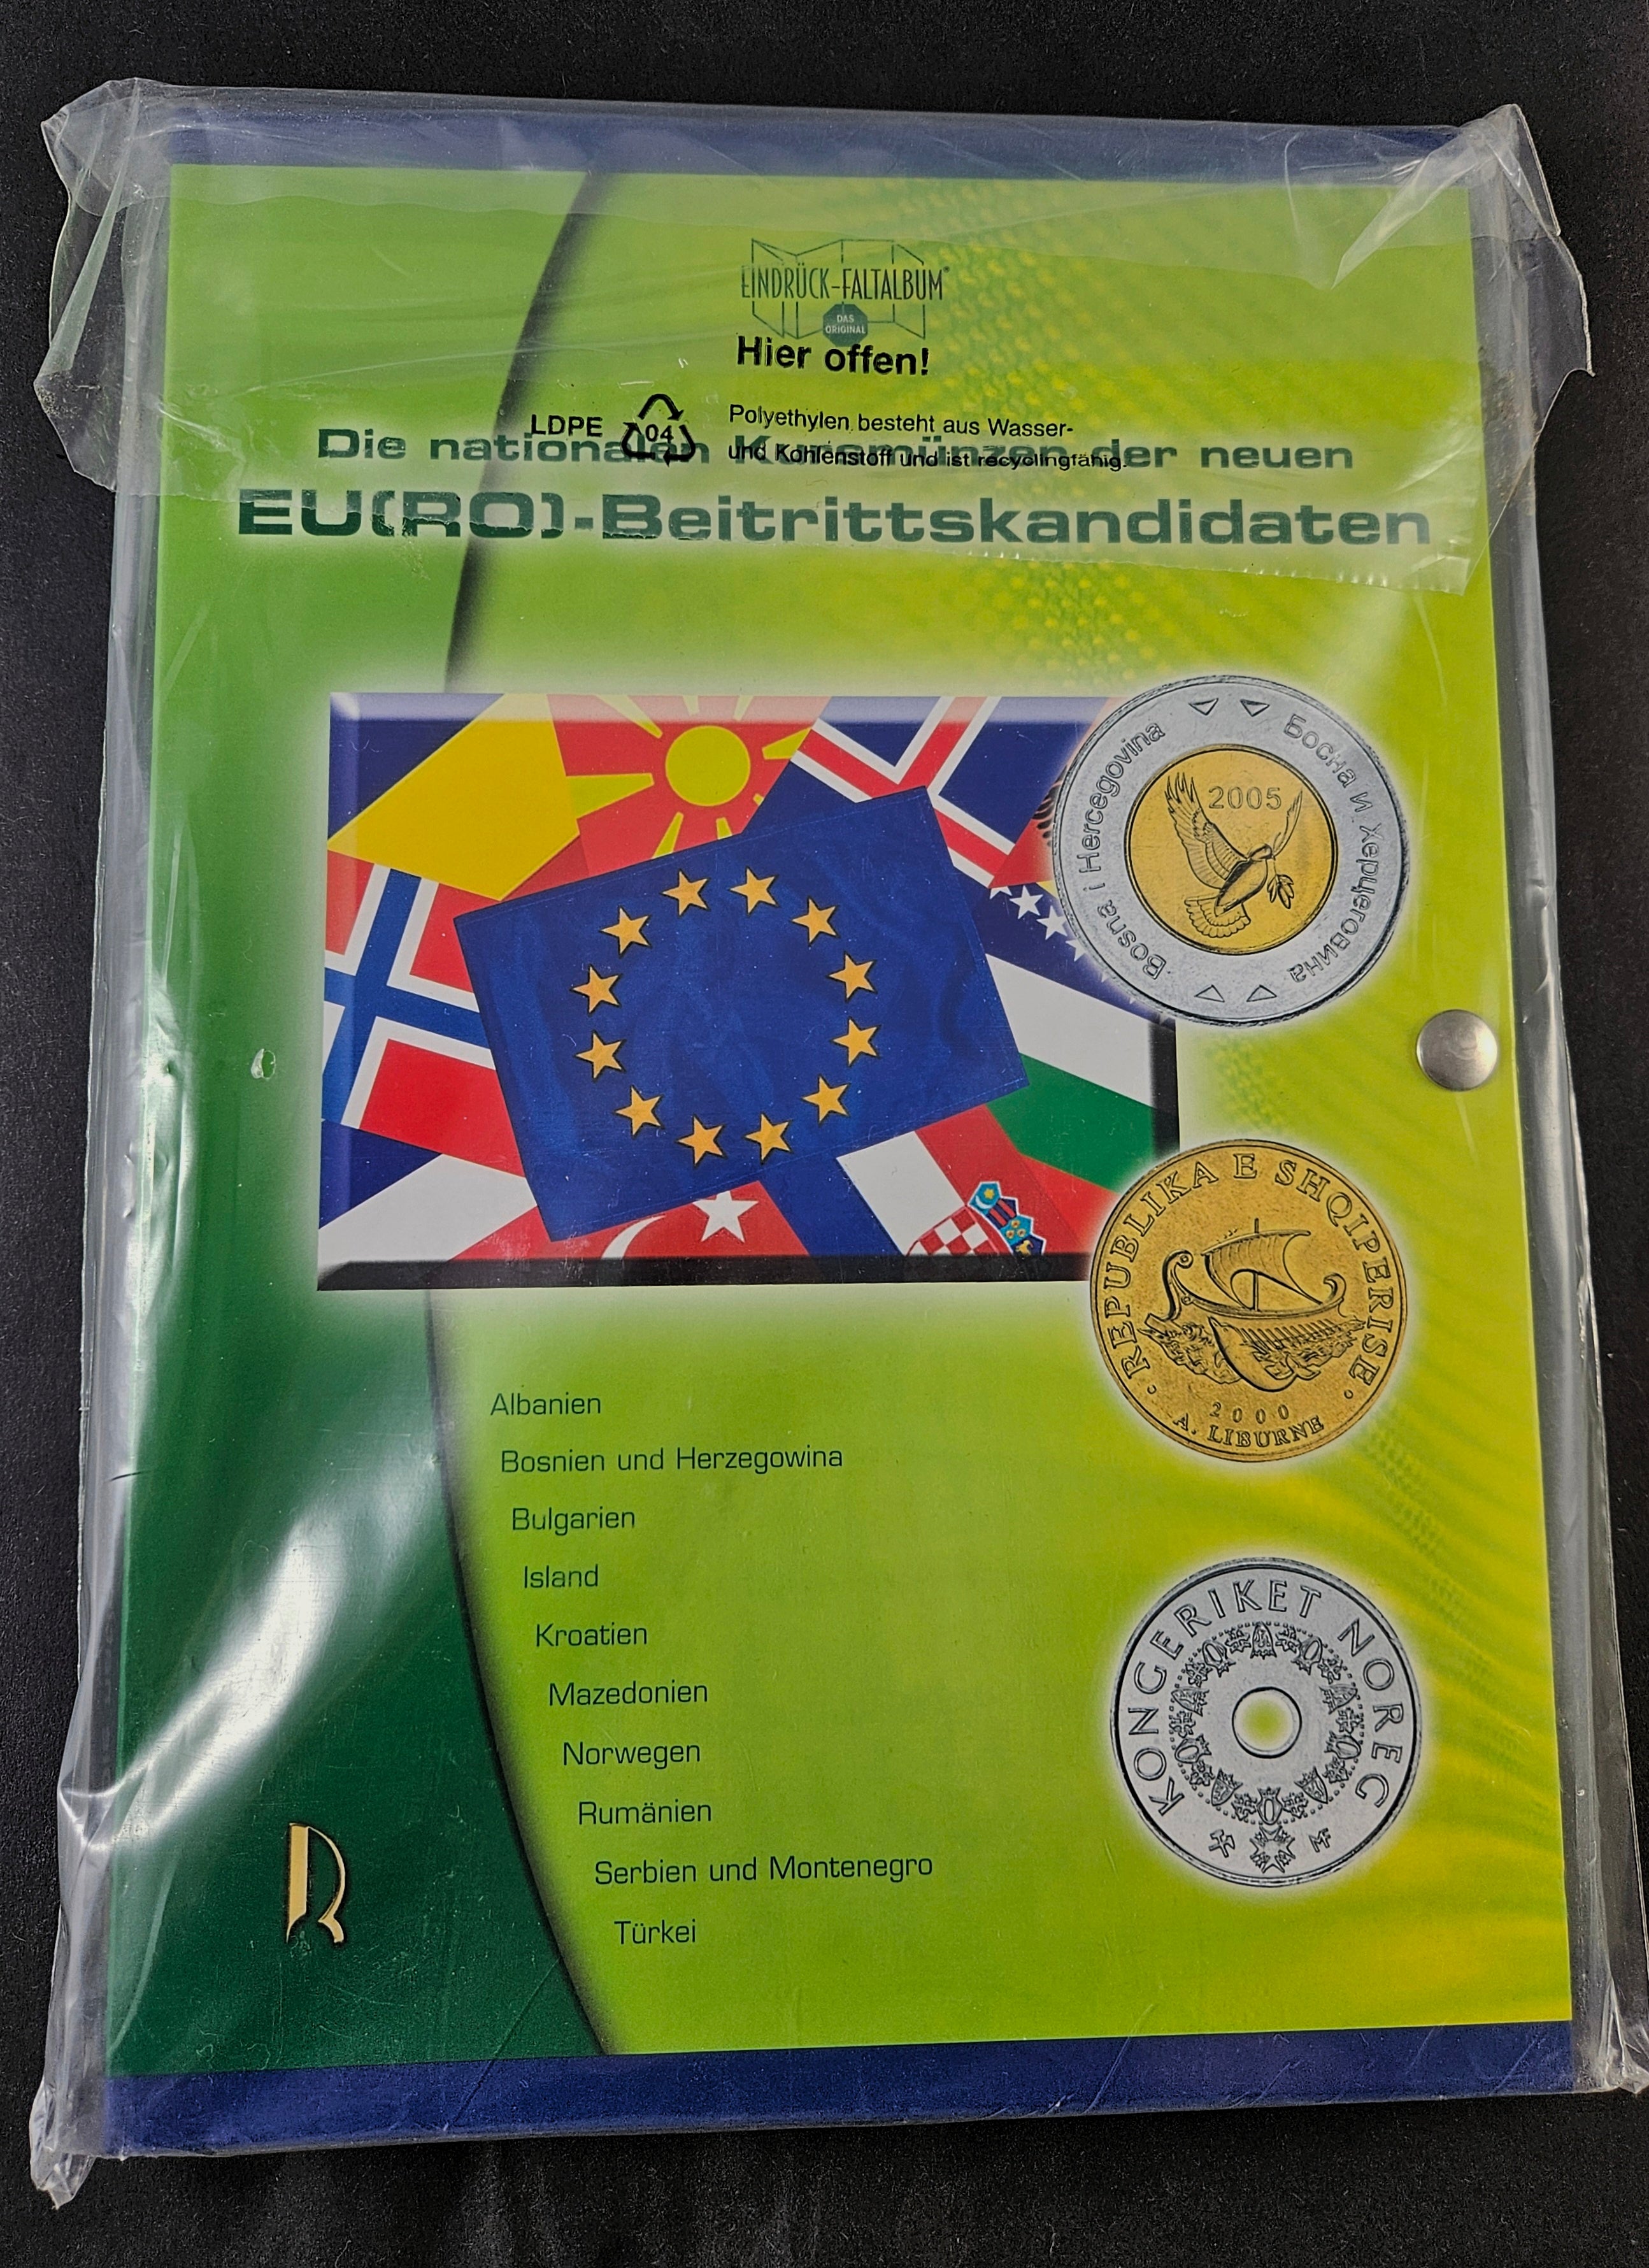 EINDRÜCK-FALTALBUM®
DAS
ORIGINAL
Hier offen!
LDPE 04 Polyethylen besteht aus Wasser-
und Kohlenstoff und ist recyclingfähig.
Die nationalen Kursmünzen der neuen
EU(RO)-Beitrittskandidaten
Bosna i Hercegovina
Босна и Херцеговина
2005
REPUBLIKA E SHQIPERISE
2000
A. LIBURNE
Albanien
Bosnien und Herzegowina
Bulgarien
Island
Kroatien
Mazedonien
Norwegen
Rumänien
Serbien und Montenegro
Türkei
KONGERIKET NOREG
R